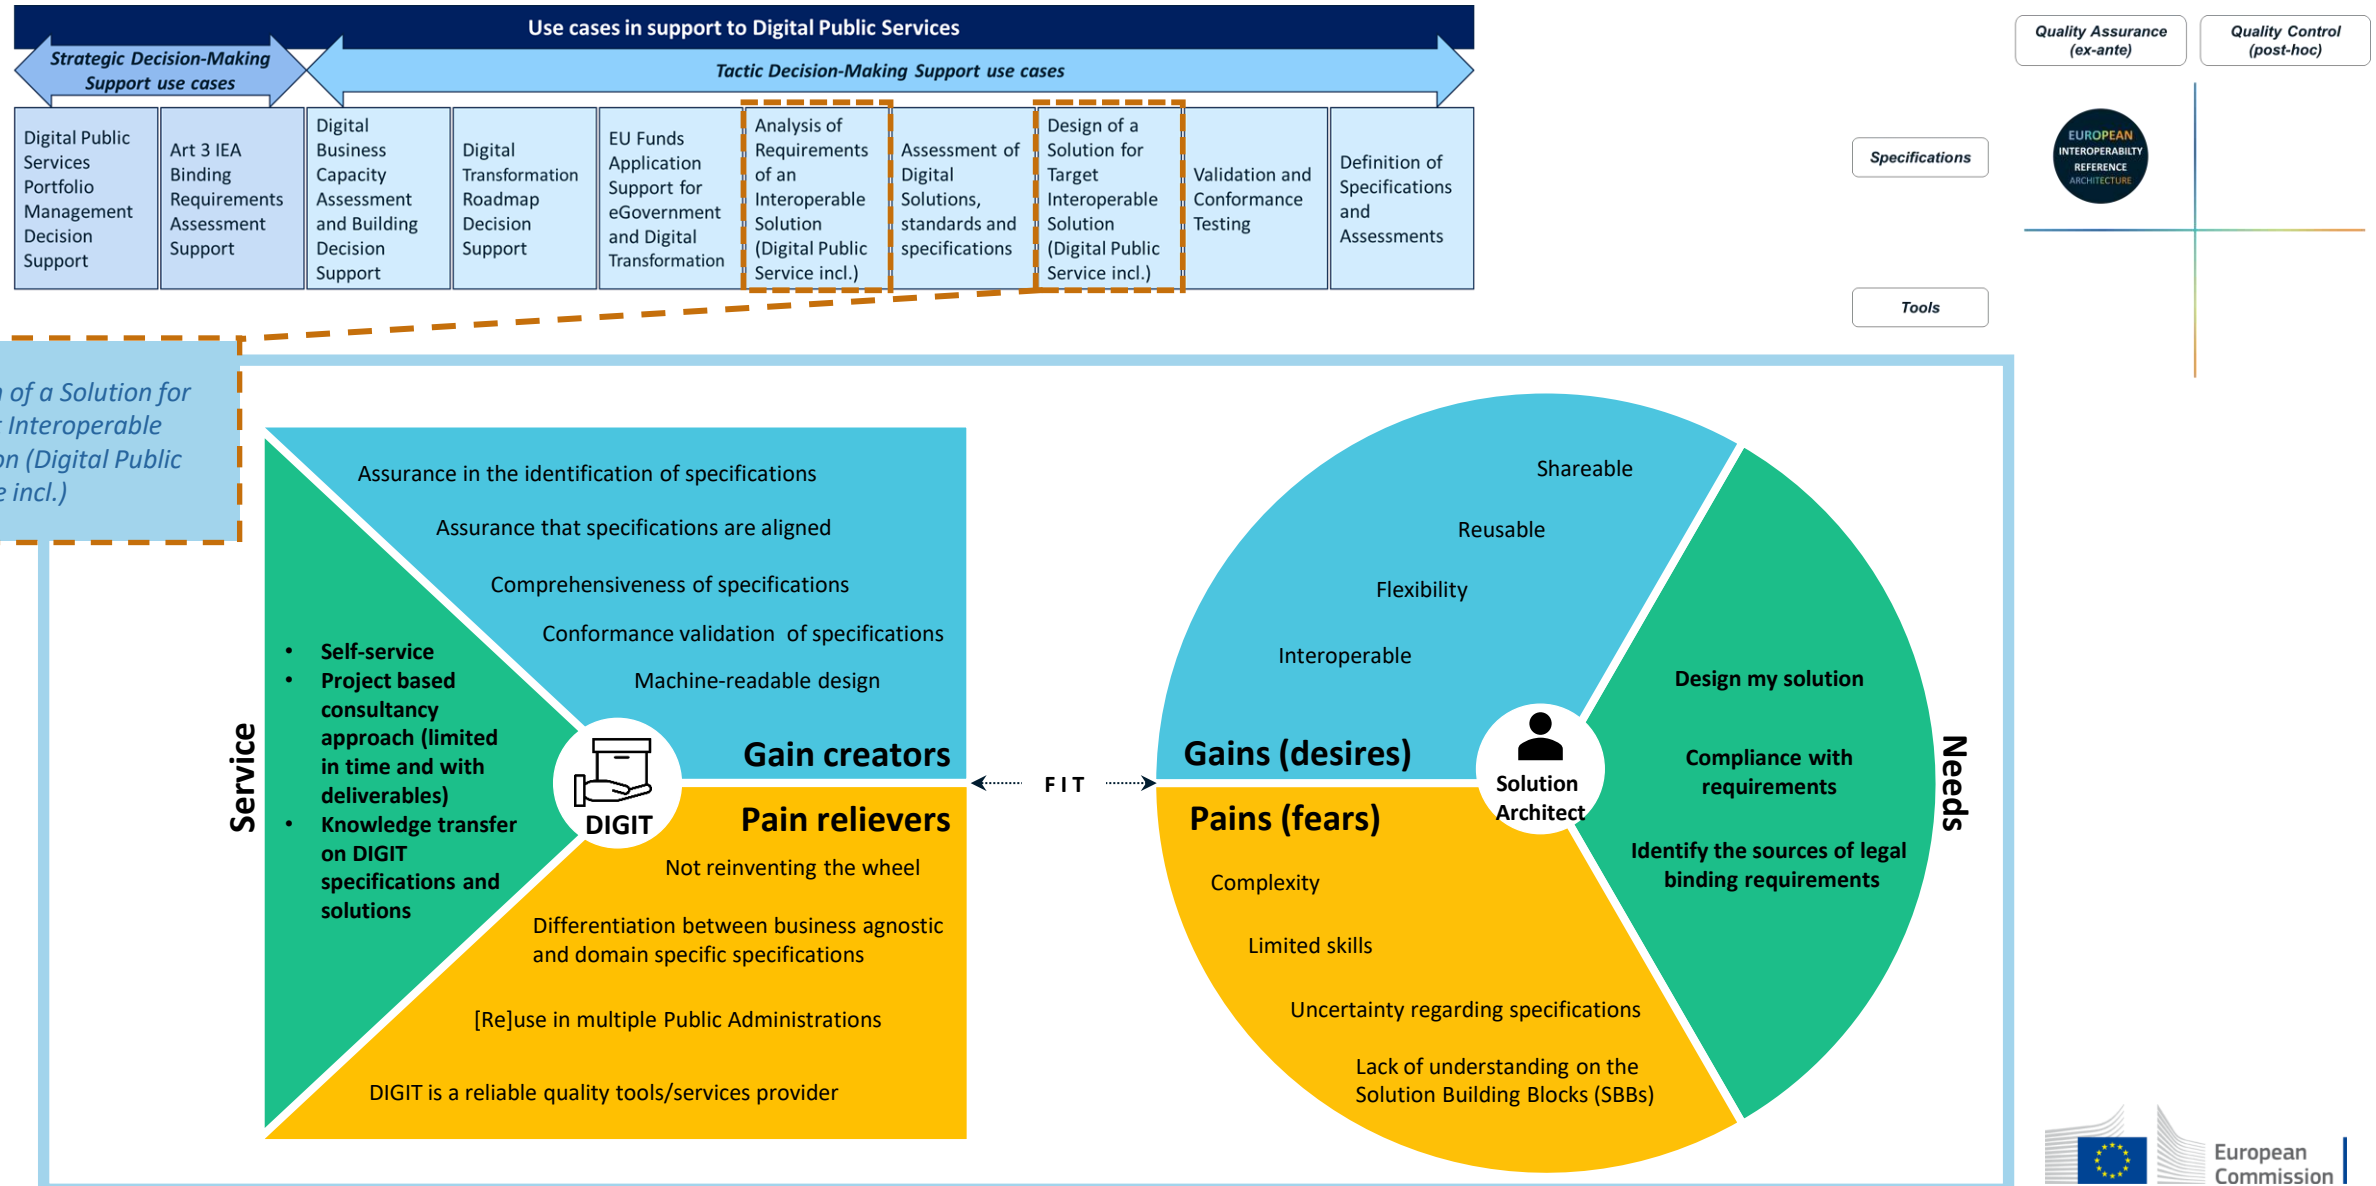 Use cases in support to Digital Public Services
Strategic Decision-Making
Support use cases
Tactic Decision-Making Support use cases
Digital Public
Services
Portfolio
Management
Decision
Support
Art 3 IEA
Binding
Requirements
Assessment
Support
Digital
Business
Capacity
Assessment
and Building
Decision
Support
Digital
Transformation
Roadmap
Decision
Support
EU Funds
Application
Support for
eGovernment
and Digital
Transformation
Analysis of
Requirements
of an
Interoperable
Solution
(Digital Public
Service incl.)
Assessment of
Digital
Solutions,
standards and
specifications
Design of a
Solution for
Target
Interoperable
Solution
(Digital Public
Service incl.)
Validation and
Conformance
Testing
Definition of
Specifications
and
Assessments
Quality Assurance
(ex-ante)
Quality Control
(post-hoc)
Specifications
EUROPEAN
INTEROPERABILTY
REFERENCE
ARCHITECTURE
Tools
of a Solution for
Interoperable
(Digital Public
incl.)
Service
• Self-service
• Project based
consultancy
approach (limited
in time and with
deliverables)
• Knowledge transfer
on DIGIT
specifications and
solutions
Assurance in the identification of specifications
Assurance that specifications are aligned
Comprehensiveness of specifications
Conformance validation of specifications
Machine-readable design
Gain creators
DIGIT
Pain relievers
Not reinventing the wheel
Differentiation between business agnostic
and domain specific specifications
[Re]use in multiple Public Administrations
DIGIT is a reliable quality tools/services provider
FIT
Shareable
Reusable
Flexibility
Interoperable
Gains (desires)
Solution
Architect
Pains (fears)
Complexity
Limited skills
Uncertainty regarding specifications
Lack of understanding on the
Solution Building Blocks (SBBs)
Design my solution
Compliance with
requirements
Identify the sources of legal
binding requirements
Needs
European
Commission